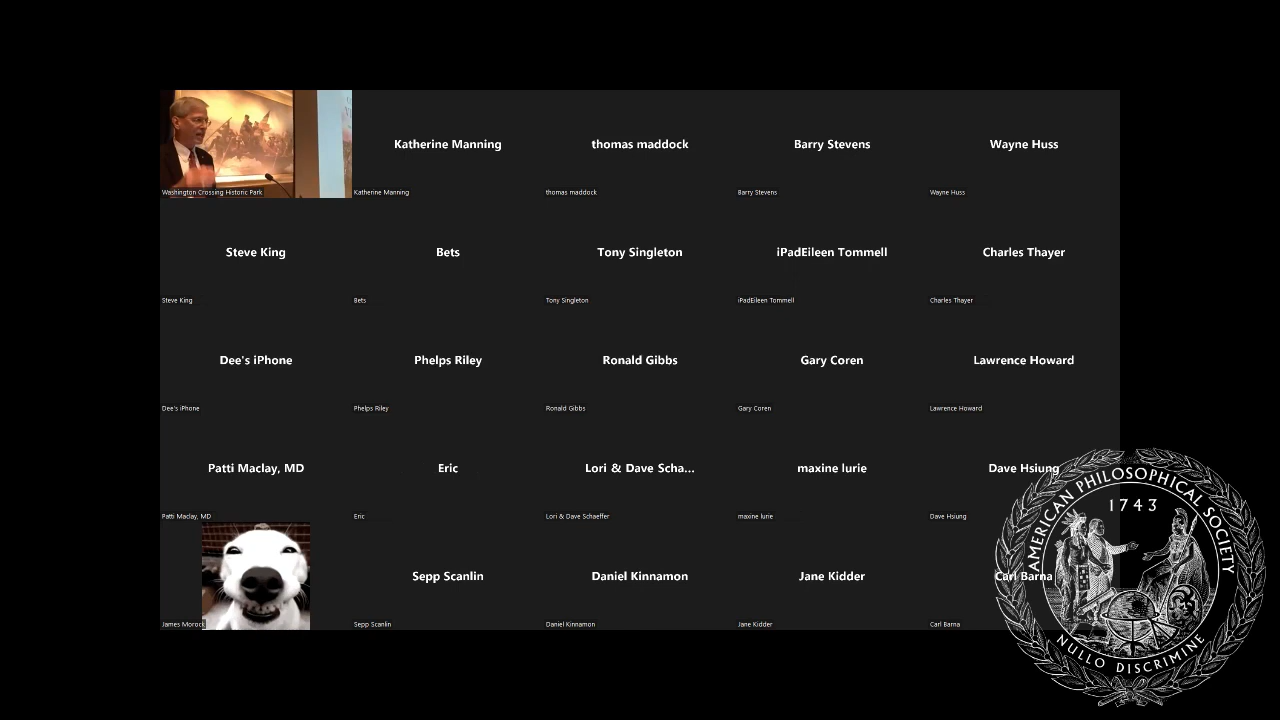 Washington Crossing Historic Park
Katherine Manning
Katherine Manning
thomas maddock
thomas maddock
Barry Stevens
Barry Stevens
Wayne Huss
Wayne Huss
Steve King
Steve King
Bets
Bets
Tony Singleton
Tony Singleton
iPadEileen Tommell
iPadEileen Tommell
Charles Thayer
Charles Thayer
Dee's iPhone
Dee's iPhone
Phelps Riley
Phelps Riley
Ronald Gibbs
Ronald Gibbs
Gary Coren
Gary Coren
Lawrence Howard
Lawrence Howard
Patti Maclay, MD
Patti Maclay, MD
Eric
Eric
Lori & Dave Scha...
Lori & Dave Schaeffer
maxine lurie
maxine lurie
Dave Hsiung
Dave Hsiung
James Morock
Sepp Scanlin
Sepp Scanlin
Daniel Kinnamon
Daniel Kinnamon
Jane Kidder
Jane Kidder
Carl Barna
Carl Barna
AMERICAN PHILOSOPHICAL SOCIETY
1743
NULLO DISCRIMINE